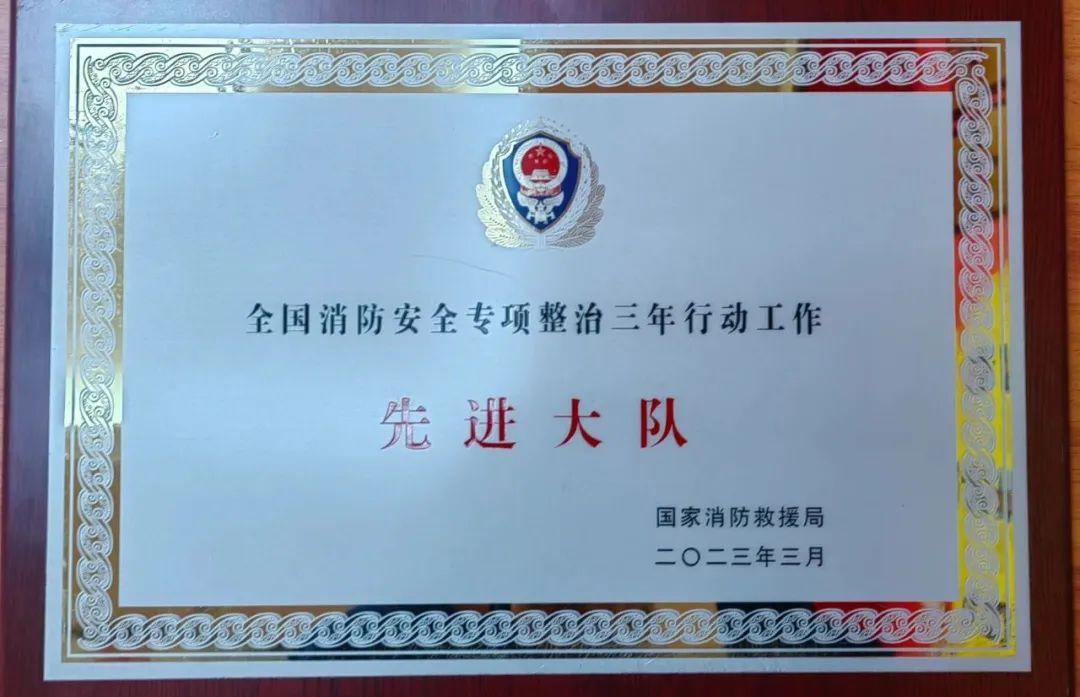 全国消防安全专项整治三年行动工作
先进大队
国家消防救援局
二〇二三年三月